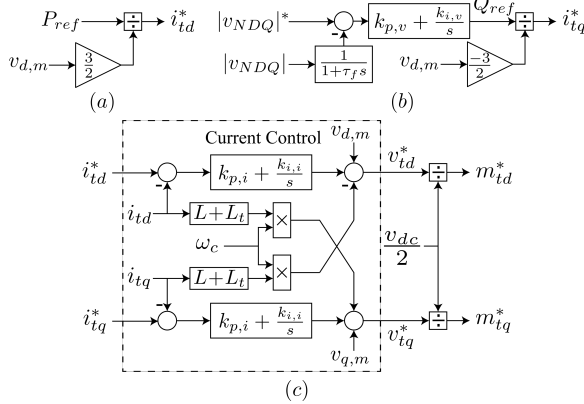 P_ref ÷ i*_td
v_d,m 3/2
(a)
|v_NDQ|* - k_p,v + k_i,v/s Q_ref ÷ i*_tq
|v_NDQ| 1/(1+τ_f s) v_d,m -3/2
(b)
Current Control v_d,m
i*_td - k_p,i + k_i,i/s - v*_td ÷ m*_td
i_td L+L_t ×
ω_c v_dc/2
i_tq L+L_t ×
i*_tq - k_p,i + k_i,i/s v*_tq ÷ m*_tq
v_q,m
(c)